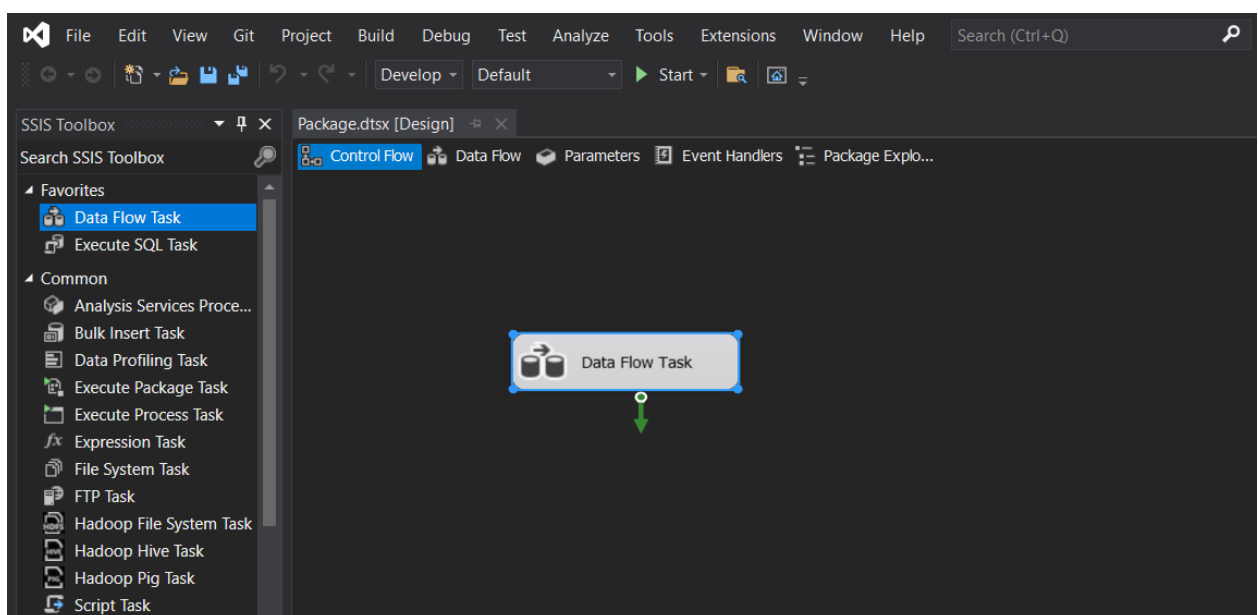 File Edit View Git Project Build Debug Test Analyze Tools Extensions Window Help Search (Ctrl+Q)
Develop Default Start
SSIS Toolbox
Package.dtsx [Design]
Search SSIS Toolbox
Control Flow Data Flow Parameters Event Handlers Package Explo...
Favorites
Data Flow Task
Execute SQL Task
Common
Analysis Services Proce...
Bulk Insert Task
Data Profiling Task
Execute Package Task
Execute Process Task
fx Expression Task
File System Task
FTP Task
Hadoop File System Task
Hadoop Hive Task
Hadoop Pig Task
Script Task
Data Flow Task